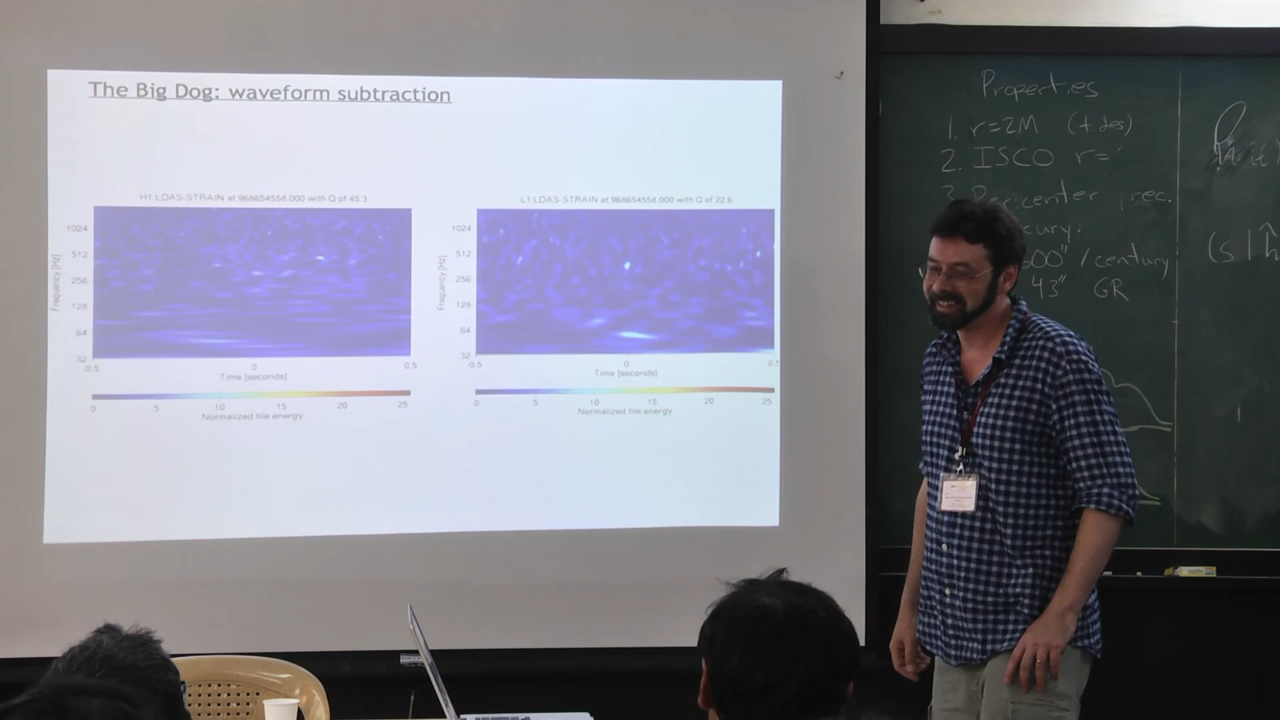 The Big Dog: waveform subtraction
H1:LDAS-STRAIN at 968654558.000 with Q of 45.3
Frequency [Hz]
1024
512
256
128
64
32
-0.5
0
0.5
Time [seconds]
0
5
10
15
20
25
Normalized tile energy
L1:LDAS-STRAIN at 968654558.000 with Q of 22.6
Frequency [Hz]
1024
512
256
128
64
32
-0.5
0
0.5
Time [seconds]
0
5
10
15
20
25
Normalized tile energy
Properties
1. r=2M
2. ISCO r=
prec.
/century
43" GR